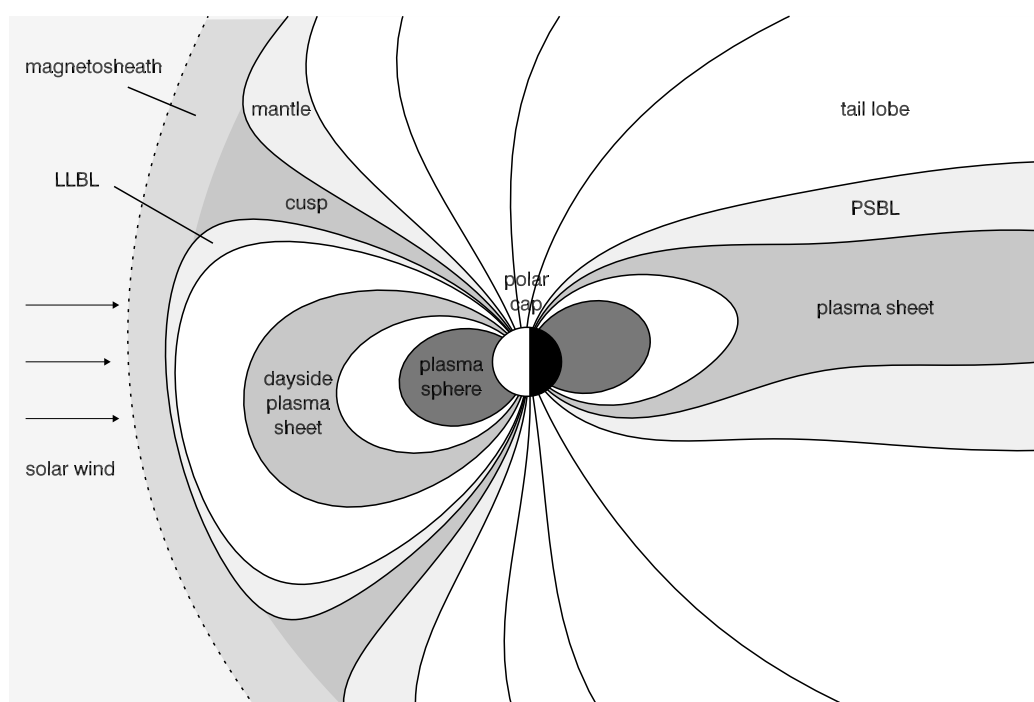 magnetosheath
mantle
tail lobe
LLBL
cusp
PSBL
polar
cap
plasma sheet
plasma
sphere
dayside
plasma
sheet
solar wind